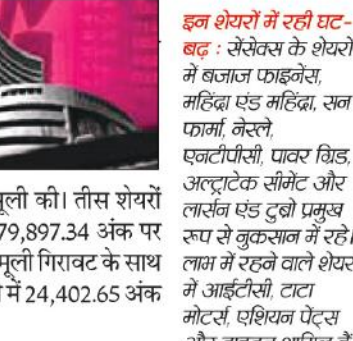 मूली की। तीस शेयरों
79,897.34 अंक पर
मूली गिरावट के साथ
में 24,402.65 अंक
इन शेयरों में रही घट-
बढ़ : सेंसेक्स के शेयरों
में बजाज फाइनेंस,
महिंद्रा एंड महिंद्रा, सन
फार्मा, नेस्ले,
एनटीपीसी, पावर ग्रिड,
अल्ट्राटेक सीमेंट और
लार्सन एंड टुब्रो प्रमुख
रूप से नुकसान में रहे।
लाभ में रहने वाले शेयर
में आईटीसी, टाटा
मोटर्स, एशियन पेंट्स